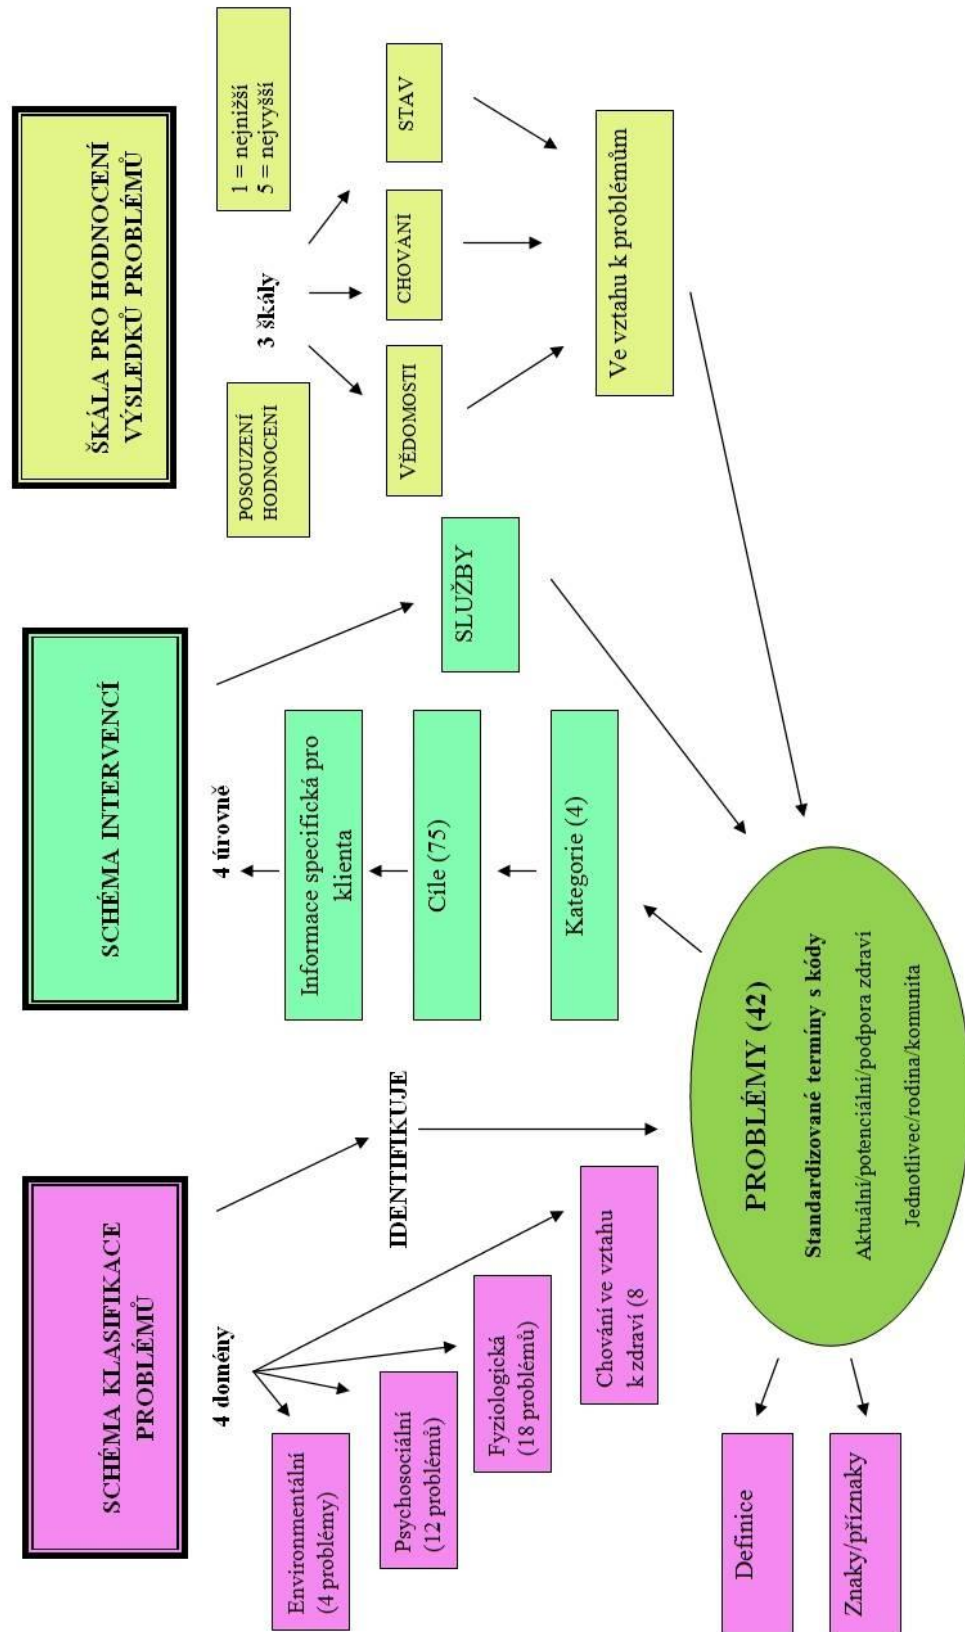 SCHÉMA KLASIFIKACE
PROBLÉMŮ
4 domény
Environmentální
(4 problémy)
Psychosociální
(12 problémů)
Fyziologická
(18 problémů)
Chování ve vztahu
k zdraví (8
IDENTIFIKUJE
Definice
Znaky/příznaky
SCHÉMA INTERVENCÍ
4 úrovně
Informace specifická pro
klienta
Cíle (75)
Kategorie (4)
SLUŽBY
PROBLÉMY (42)
Standardizované termíny s kódy
Aktuální/potenciální/podpora zdraví
Jednotlivec/rodina/komunita
ŠKÁLA PRO HODNOCENÍ
VÝSLEDKŮ PROBLÉMŮ
POSOUZENÍ
HODNOCENÍ
3 škály
1 = nejnižší
5 = nejvyšší
VĚDOMOSTI
CHOVÁNÍ
STAV
Ve vztahu k problémům